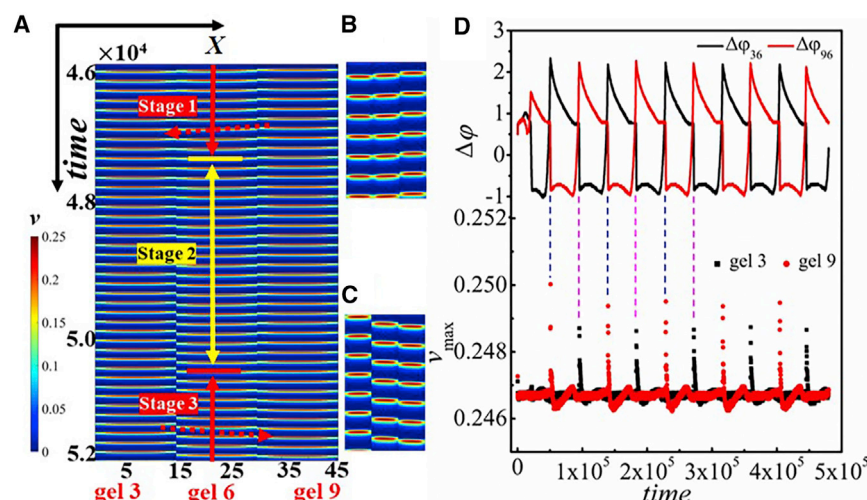 A
B
C
D
X
×10⁴
4.6
4.8
5.0
5.2
time
Stage 1
Stage 2
Stage 3
v
0.25
0.2
0.15
0.1
0.05
0
5 15 25 35 45
gel 3 gel 6 gel 9
Δφ₃₆ Δφ₉₆
3
2
1
0
-1
Δφ
0.252
0.250
0.248
0.246
vmax
gel 3 gel 9
0 1x10⁵ 2x10⁵ 3x10⁵ 4x10⁵ 5x10⁵
time